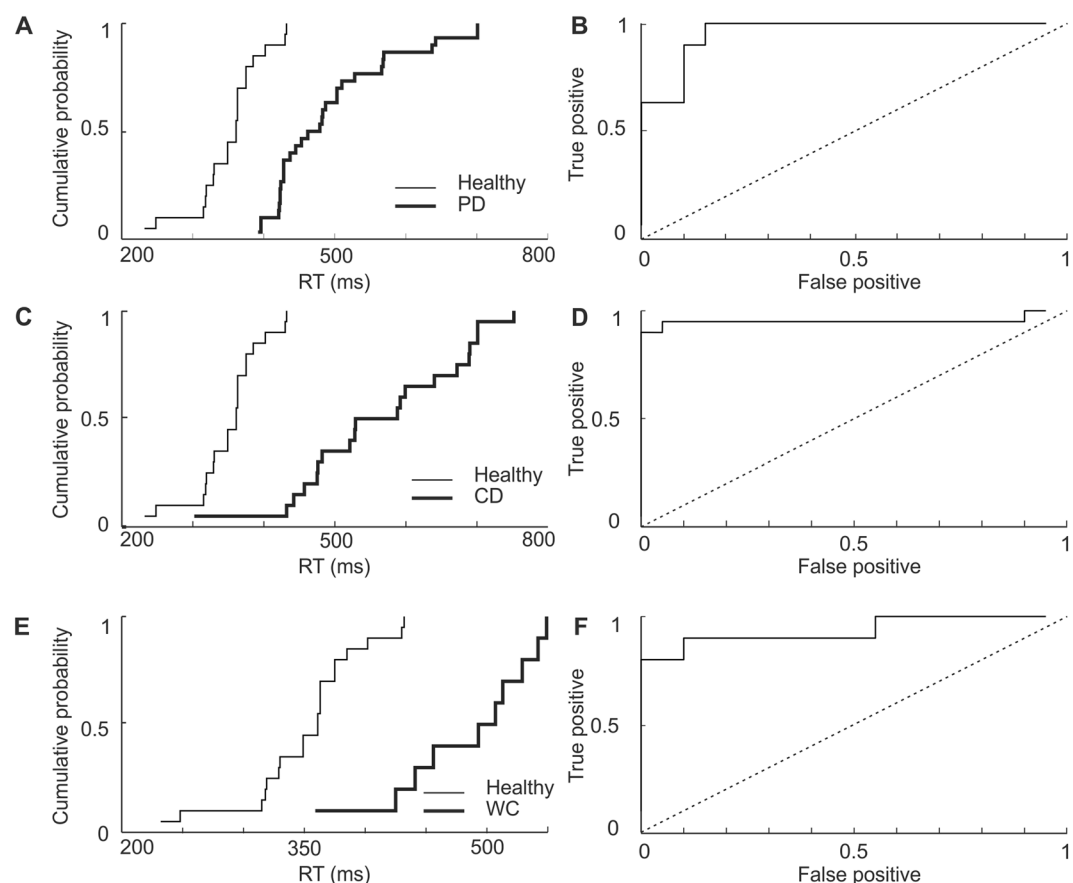 A
Cumulative probability
1
0.5
0
200
500
800
RT (ms)
Healthy
PD
B
True positive
1
0.5
0
0
0.5
1
False positive
C
Cumulative probability
1
0.5
0
200
500
800
RT (ms)
Healthy
CD
D
True positive
1
0.5
0
0
0.5
1
False positive
E
Cumulative probability
1
0.5
0
200
350
500
RT (ms)
Healthy
WC
F
True positive
1
0.5
0
0
0.5
1
False positive